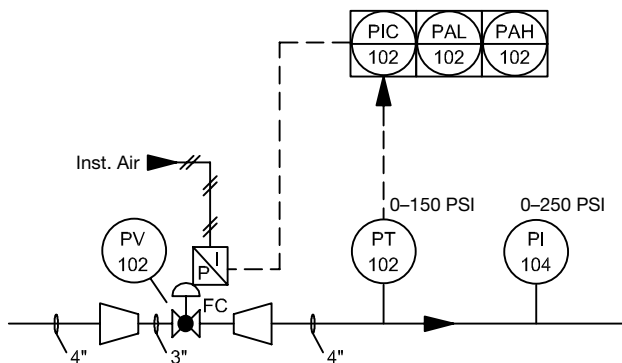 PIC
102
PAL
102
PAH
102
Inst. Air
0–150 PSI
0–250 PSI
PV
102
I
P
PT
102
PI
104
FC
4"
3"
4"